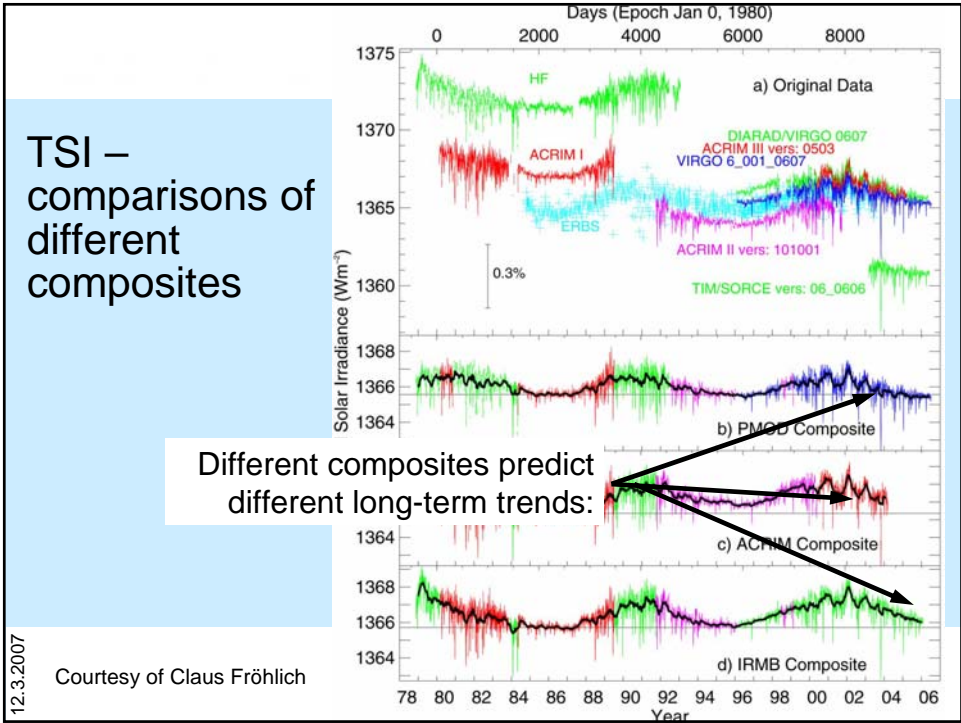 Days (Epoch Jan 0, 1980)
0 2000 4000 6000 8000
TSI –
comparisons of
different
composites
1375
1370
1365
1360
HF
a) Original Data
DIARAD/VIRGO 0607
ACRIM III vers: 0503
VIRGO 6_001_0607
ACRIM I
ERBS
ACRIM II vers: 101001
0.3%
TIM/SORCE vers: 06_0606
Solar Irradiance (Wm⁻²)
1368
1366
1364
b) PMOD Composite
Different composites predict
different long-term trends:
1364
c) ACRIM Composite
1368
1366
1364
d) IRMB Composite
78 80 82 84 86 88 90 92 94 96 98 00 02 04 06
Year
12.3.2007
Courtesy of Claus Fröhlich